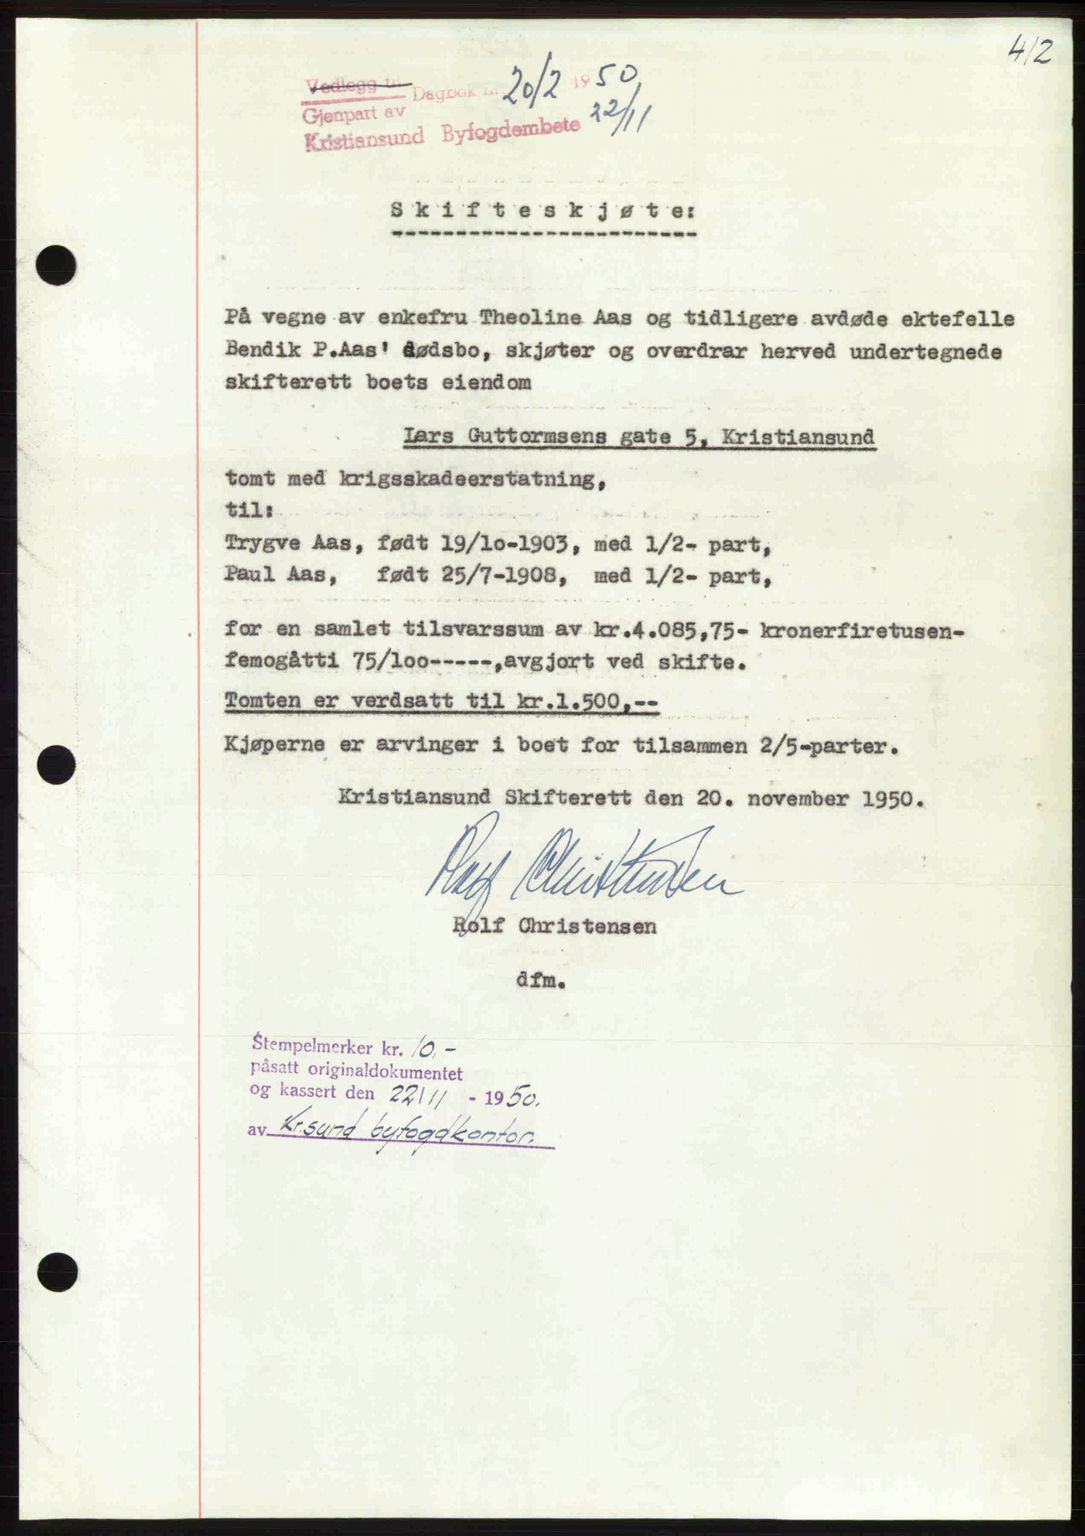 412
Vedlegg til
Dagbok nr. 20/2 1950
Gjenpart av
22/11
Kristiansund Byfogdembete
Skifteskjøte:
På vegne av enkefru Theoline Aas og tidligere avdøde ektefelle
Bendik P.Aas' dødsbo, skjøter og overdrar herved undertegnede
skifterett boets eiendom
Lars Guttormsens gate 5, Kristiansund
tomt med krigsskadeerstatning,
til:
Trygve Aas, født 19/lo-1903, med 1/2- part,
Paul Aas, født 25/7-1908, med 1/2- part,
for en samlet tilsvarssum av kr.4.085,75- kronerfiretusen-
femogåtti 75/loo-----,avgjort ved skifte.
Tomten er verdsatt til kr.1.500,--
Kjøperne er arvinger i boet for tilsammen 2/5-parter.
Kristiansund Skifterett den 20. november 1950.
Rolf Christensen
Rolf Christensen
dfm.
Stempelmerker kr. 10,-
påsatt originaldokumentet
og kassert den 22/11 - 1950.
av Kr.sund byfogdkontor.